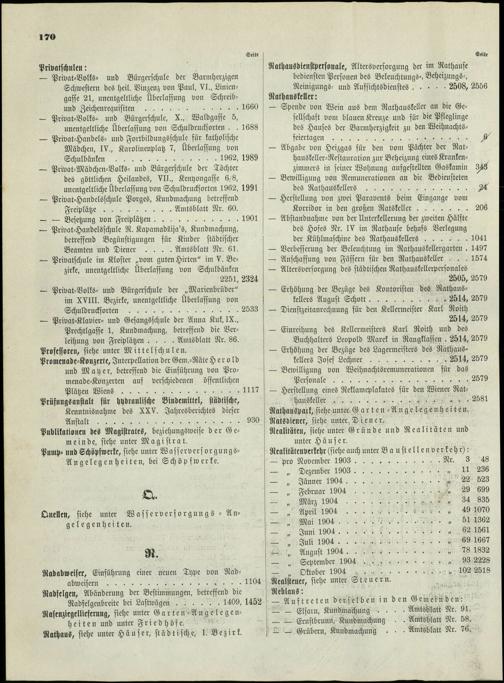 170
Seite
Privatschulen:
— Privat-Volks- und Bürgerschule der Barmherzigen
Schwestern des heil. Vinzenz von Paul, VI., Linien-
gasse 21, unentgeltliche Überlassung von Schreib-
und Zeichenrequisiten . . . . . . . . . . 1660
— Privat-Volks- und Bürgerschule, X., Waldgasse 5,
unentgeltliche Überlassung von Schuldrucksorten . . 1688
— Privat-Handels- und Fortbildungsschule für katholische
Mädchen, IV., Karolinenplatz 7, Überlassung von
Schulbänken . . . . . . . . . . 1962, 1989
— Privat-Mädchen-Volks- und Bürgerschule der Töchter
des göttlichen Heilandes, VII., Kenyongasse 6/8,
unentgeltliche Überlassung von Schuldrucksorten 1962, 1991
— Privat-Handelsschule Porges, Kundmachung betreffend
Freiplätze . . . . . . . Amtsblatt Nr. 60.
— — Besetzung von Freiplätzen . . . . . . . . 1901
— Privat-Handelsschule R. Kapamadžija's, Kundmachung,
betreffend Begünstigungen für Kinder städtischer
Beamten und Diener . . . . Amtsblatt Nr. 61.
— Privatschule im Kloster „vom guten Hirten" im V. Be-
zirke, unentgeltliche Überlassung von Schulbänken
2251, 2324
— Privat-Volks- und Bürgerschule der „Marienbrüder"
im XVIII. Bezirke, unentgeltliche Überlassung von
Schuldrucksorten . . . . . . . . . . . 2533
— Privat-Klavier- und Gesangschule der Anna Kuf, IX.,
Prechtlgasse 1, Kundmachung, betreffend die Ver-
leihung von Freiplätzen . . . . Amtsblatt Nr. 86.
Professoren, siehe unter Mittelschulen.
Promenade-Konzerte, Interpellation der Gem.-Räte Herold
und Mayer, betreffend die Einführung von Pro-
menade-Konzerten auf verschiedenen öffentlichen
Plätzen Wiens . . . . . . . . . . . . 1117
Prüfungsanstalt für hydraulische Bindemittel, städtische,
Kenntnisnahme des XXV. Jahresberichtes dieser
Anstalt . . . . . . . . . . . . . . 930
Publikationen des Magistrates, beziehungsweise der Ge-
meinde, siehe unter Magistrat.
Pump- und Schöpfwerke, siehe unter Wasserversorgungs-
Angelegenheiten, bei Schöpfwerke.
Q.
Quellen, siehe unter Wasserversorgungs-An-
gelegenheiten.
R.
Radabweiser, Einführung einer neuen Type von Rad-
abweisern . . . . . . . . . . . . . 1104
Radfelgen, Abänderung der Bestimmungen, betreffend die
Radfelgenbreite bei Lastwägen . . . . . 1409, 1452
Rasenziegellieferung, siehe unter Garten-Angelegen-
heiten und unter Friedhöfe.
Rathaus, siehe unter Häuser, städtische, 1. Bezirk.
Seite
Rathausdienstpersonale, Altersversorgung der im Rathause
bediensteten Personen des Beleuchtungs-, Beheizungs-,
Reinigungs- und Aufsichtsdienstes . . . . . 2508, 2556
Rathauskeller:
— Spende von Wein aus dem Rathauskeller an die Ge-
sellschaft vom blauen Kreuze und für die Pfleglinge
des Hauses der Barmherzigkeit zu den Weihnachts-
feiertagen . . . . . . . . . . . . . 6
— Abgabe von Heizgas für den vom Pächter der Rat-
hauskeller-Restauration zur Beheizung eines Kranken-
zimmers in seiner Wohnung aufgestellten Gaskamin 343
— Bewilligung von Remunerationen an die Bediensteten
des Rathauskellers . . . . . . . . . . . 24
— Herstellung von zwei Paravents beim Eingange vom
Korridor in den großen Ratskeller . . . . . . 206
— Abstandnahme von der Unterkellerung der zweiten Hälfte
des Hofes Nr. IV im Rathause behufs Verlegung
der Kühlmaschine des Rathauskellers . . . . . 1041
— Verbesserung der Beleuchtung im Rathauskellergarten . 1497
— Anschaffung von Fässern für den Rathauskeller . . 1574
— Altersversorgung des städtischen Rathauskellerpersonales
2505, 2579
— Erhöhung der Bezüge des Kontoristen des Rathaus-
kellers August Schott . . . . . . . . 2514, 2579
— Dienstzeitanrechnung für den Kellermeister Karl Roith
2514, 2579
— Einreihung des Kellermeisters Karl Roith und des
Buchhalters Leopold Marek in Rangklassen . . 2514, 2579
— Erhöhung der Bezüge des Lagermeisters des Rathaus-
kellers Josef Lechner . . . . . . . . 2514, 2579
— Bewilligung von Weihnachtsremunerationen für das
Personale . . . . . . . . . . . . . 2579
— Herstellung eines Reklameplakates für den Wiener Rat-
hauskeller . . . . . . . . . . . . . 2581
Rathauspark, siehe unter Garten-Angelegenheiten.
Ratsdiener, siehe unter Diener.
Realitäten, siehe unter Gründe und Realitäten und
unter Häuser.
Realitätenverkehr (siehe auch unter Baustellenverkehr):
— pro November 1903 . . . . . . . . Nr. 3 48
— „ Dezember 1903 . . . . . . . . „ 11 236
— „ Jänner 1904 . . . . . . . . „ 22 523
— „ Februar 1904 . . . . . . . . „ 29 699
— „ März 1904 . . . . . . . . „ 34 835
— „ April 1904 . . . . . . . . „ 49 1070
— „ Mai 1904 . . . . . . . . „ 51 1362
— „ Juni 1904 . . . . . . . . „ 62 1561
— „ Juli 1904 . . . . . . . . „ 69 1667
— „ August 1904 . . . . . . . . „ 78 1832
— „ September 1904 . . . . . . . . „ 93 2228
— „ Oktober 1904 . . . . . . . . „ 102 2518
Realsteuer, siehe unter Steuern.
Reblaus:
— Auftreten derselben in den Gemeinden:
— — Elsarn, Kundmachung . . . Amtsblatt Nr. 91.
— — Ernstbrunn, Kundmachung . . Amtsblatt Nr. 58.
— — Grübern, Kundmachung . . . Amtsblatt Nr. 76.